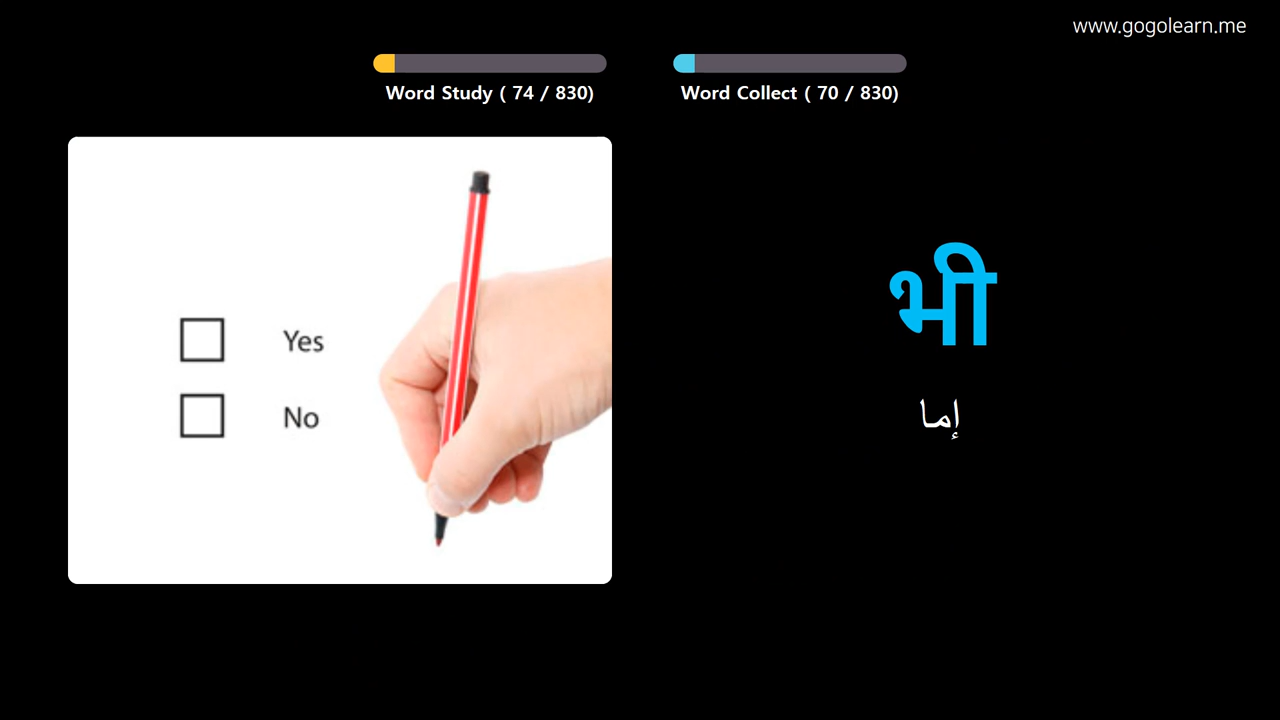 www.gogolearn.me
Word Study ( 74 / 830)
Word Collect ( 70 / 830)
Yes
No
भी
إما